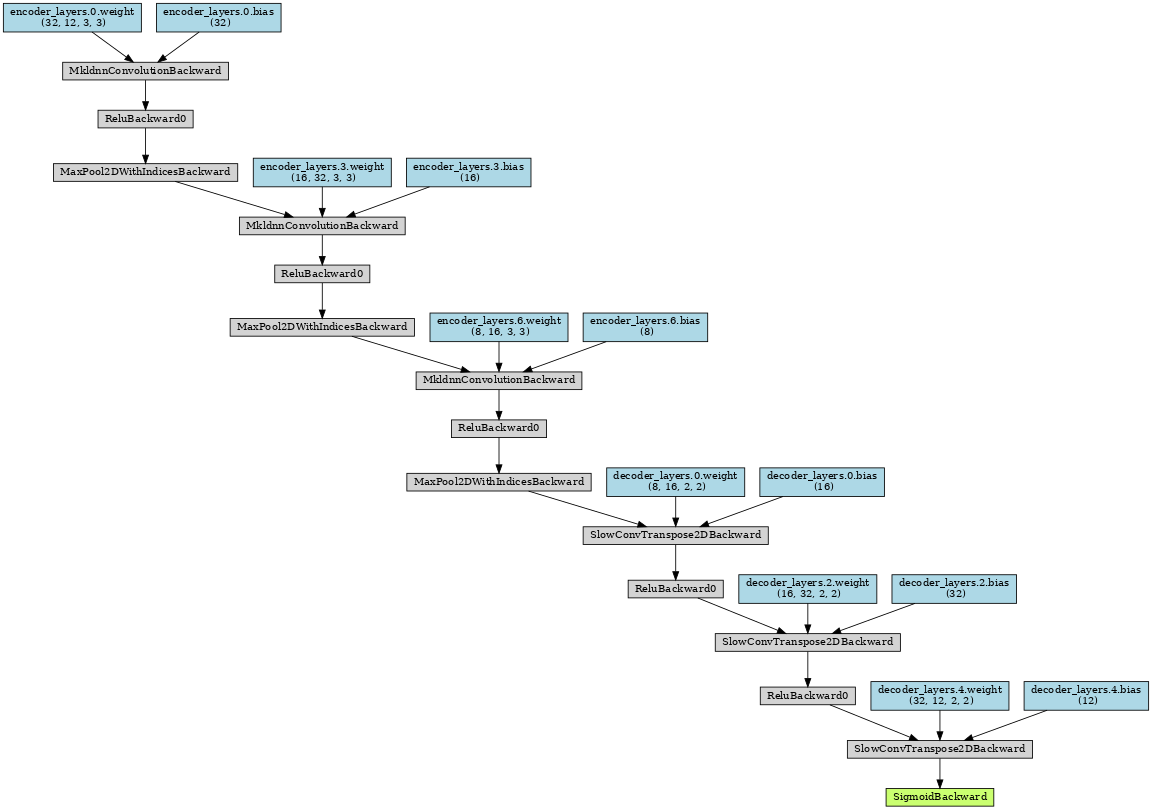 encoder_layers.0.weight
(32, 12, 3, 3)
encoder_layers.0.bias
(32)
MkldnnConvolutionBackward
ReluBackward0
MaxPool2DWithIndicesBackward
encoder_layers.3.weight
(16, 32, 3, 3)
encoder_layers.3.bias
(16)
MkldnnConvolutionBackward
ReluBackward0
MaxPool2DWithIndicesBackward
encoder_layers.6.weight
(8, 16, 3, 3)
encoder_layers.6.bias
(8)
MkldnnConvolutionBackward
ReluBackward0
MaxPool2DWithIndicesBackward
decoder_layers.0.weight
(8, 16, 2, 2)
decoder_layers.0.bias
(16)
SlowConvTranspose2DBackward
ReluBackward0
decoder_layers.2.weight
(16, 32, 2, 2)
decoder_layers.2.bias
(32)
SlowConvTranspose2DBackward
ReluBackward0
decoder_layers.4.weight
(32, 12, 2, 2)
decoder_layers.4.bias
(12)
SlowConvTranspose2DBackward
SigmoidBackward